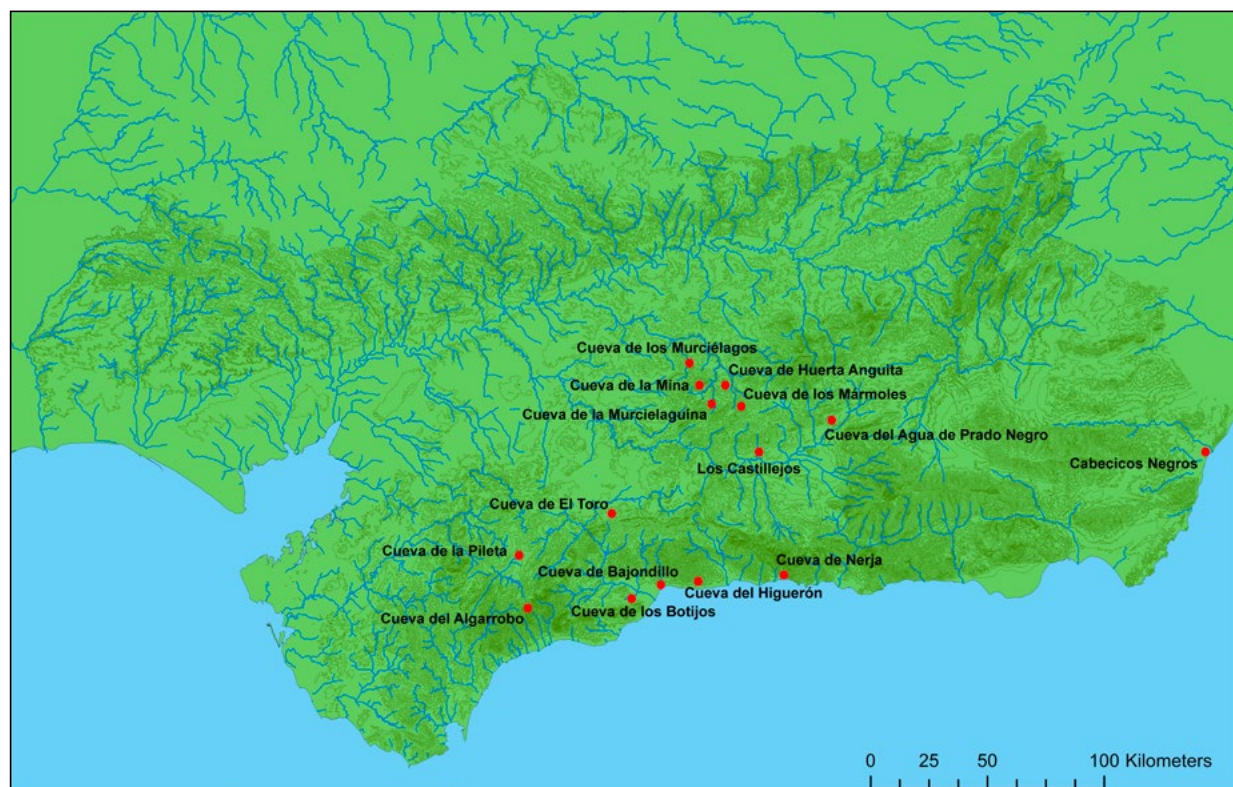 Cueva de los Murciélagos
Cueva de Huerta Anguita
Cueva de la Mina
Cueva de los Mármoles
Cueva de la Murcielaguina
Cueva del Agua de Prado Negro
Los Castillejos
Cabecicos Negros
Cueva de El Toro
Cueva de la Pileta
Cueva de Nerja
Cueva de Bajondillo
Cueva del Higuerón
Cueva de los Botijos
Cueva del Algarrobo
0 25 50 100 Kilometers